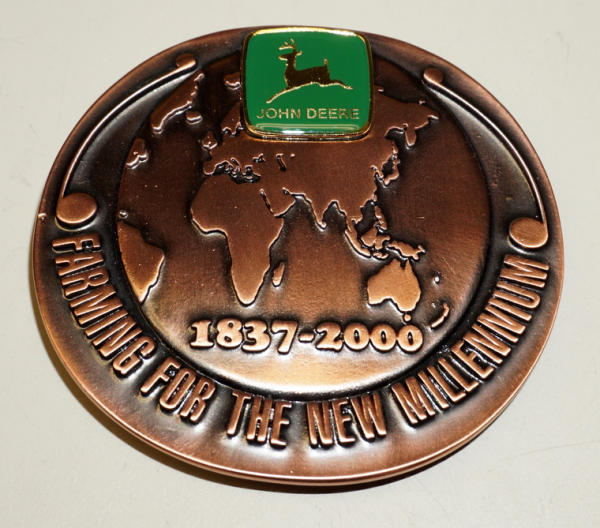 JOHN DEERE
1837-2000
FARMING FOR THE NEW MILLENNIUM